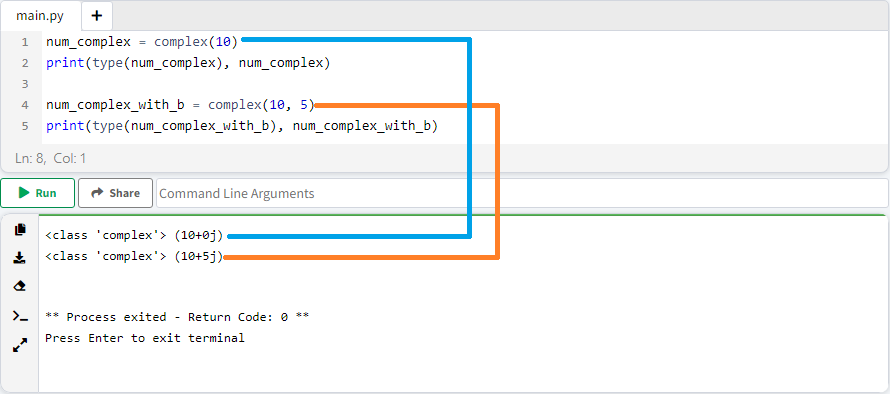 main.py +
1 num_complex = complex(10)
2 print(type(num_complex), num_complex)
3
4 num_complex_with_b = complex(10, 5)
5 print(type(num_complex_with_b), num_complex_with_b)
Ln: 8, Col: 1
Run Share Command Line Arguments
<class 'complex'> (10+0j)
<class 'complex'> (10+5j)
** Process exited - Return Code: 0 **
Press Enter to exit terminal